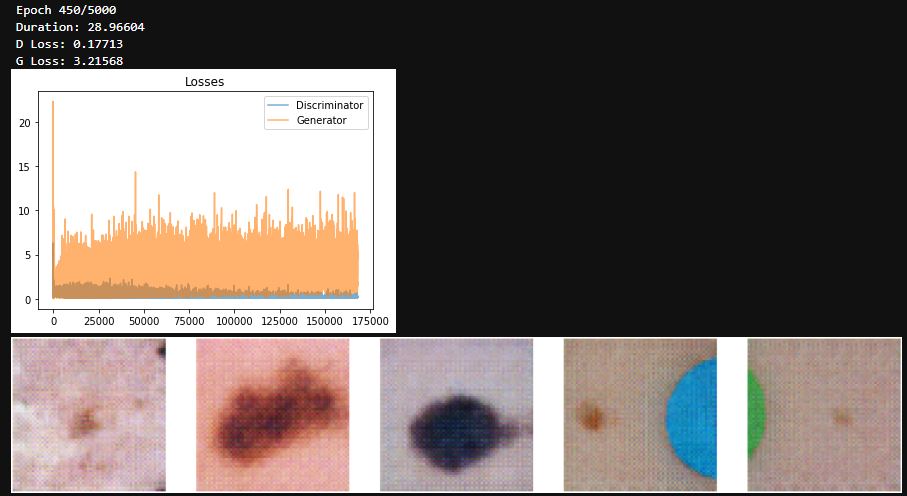 Epoch 450/5000
Duration: 28.96604
D Loss: 0.17713
G Loss: 3.21568
Losses
Discriminator
Generator
20
15
10
5
0
0 25000 50000 75000 100000 125000 150000 175000